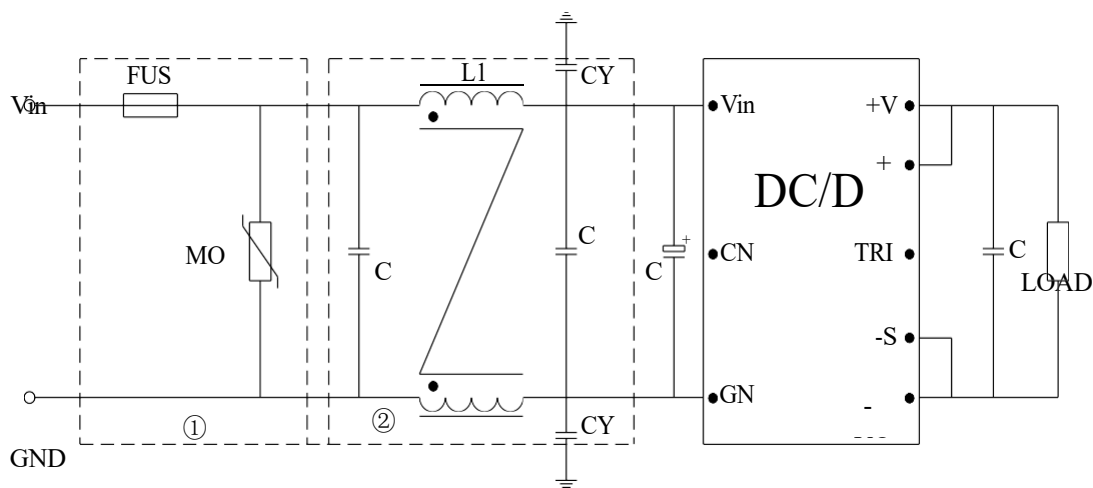 FUS
L1
CY
Vin
Vin
+V
+
DC/D
MO
C
C
C
+
CN
TRI
C
LOAD
-S
GN
-
①
②
CY
GND